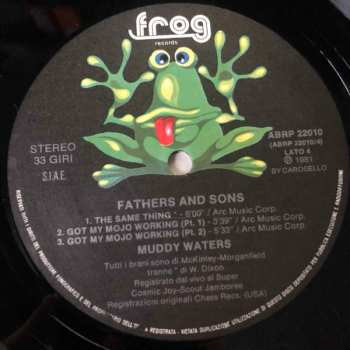 frog
records
STEREO
33 GIRI
S.I.A.E.
ABRP 22010
(ABRP 22010/4)
LATO 4
℗ 1981
BY CAROSELLO
FATHERS AND SONS
1. THE SAME THING * - 6'00" / Arc Music Corp.
2. GOT MY MOJO WORKING (Pt. 1) - 3'39" / Arc Music Corp.
3. GOT MY MOJO WORKING (Pt. 2) - 5'33" / Arc Music Corp.
MUDDY WATERS
Tutti i brani sono di McKinley-Morganfield
tranne * di W. Dixon
Registrato dal vivo al Super
Cosmic Joy-Scout Jamboree
Registrazioni originali Chess Recs. (USA)